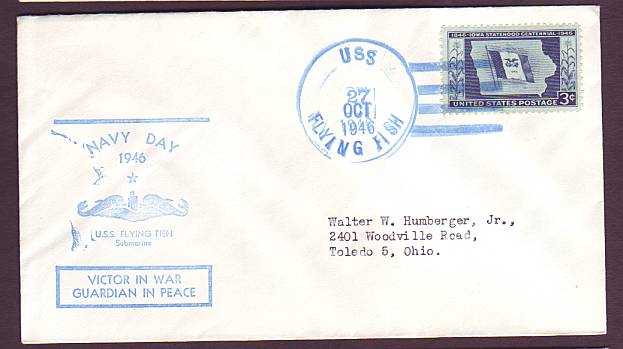 USS
27
OCT
1946
FLYING FISH
1846-IOWA STATEHOOD CENTENNIAL-1946
UNITED STATES POSTAGE 3¢
NAVY DAY
1946
U.S.S. FLYING FISH
Submarine
VICTOR IN WAR
GUARDIAN IN PEACE
Walter W. Humberger, Jr.,
2401 Woodville Road,
Toledo 5, Ohio.